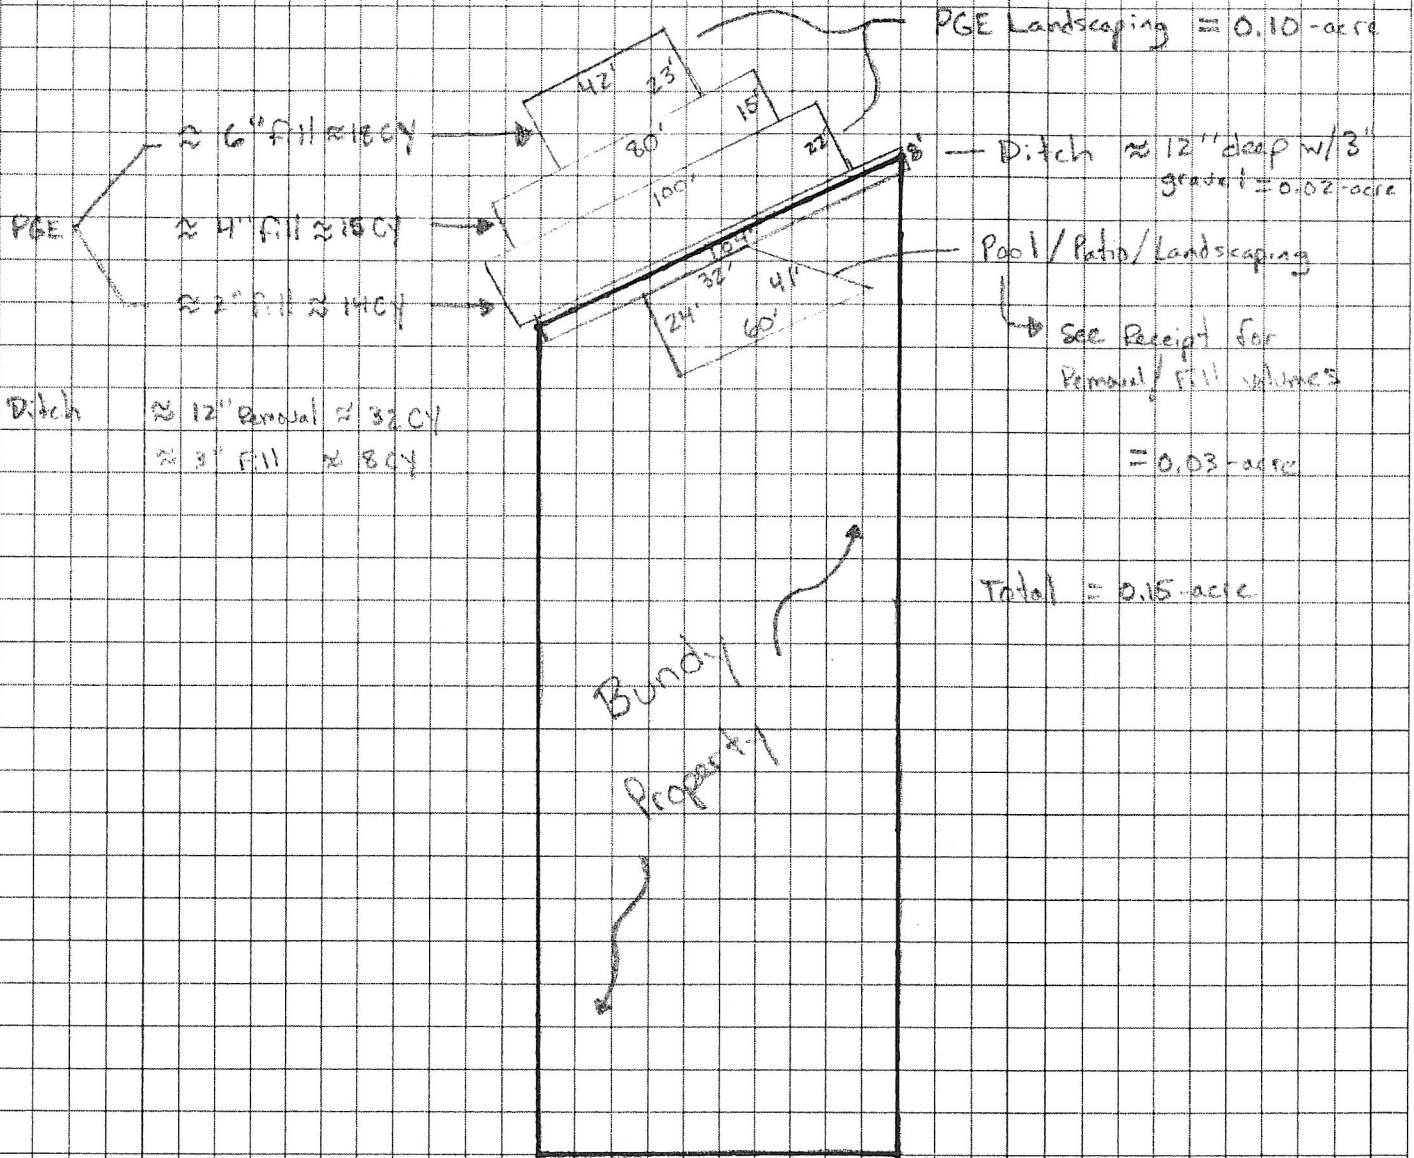 PGE Landscaping = 0.10-acre
42'
23'
15'
80'
22'
100'
≈ 6" fill ≈ 18 CY
8' — Ditch ≈ 12" deep w/3"
gravel = 0.02-acre
PGE
≈ 4" fill ≈ 15 CY
104'
Pool/Patio/Landscaping
32'
41'
≈ 2" fill ≈ 14 CY
24'
60'
See Receipt for
Removal/Fill volumes
Ditch ≈ 12" Removal ≈ 32 CY
≈ 3" Fill ≈ 8 CY
= 0.03-acre
Total = 0.15-acre
Bundy
Property